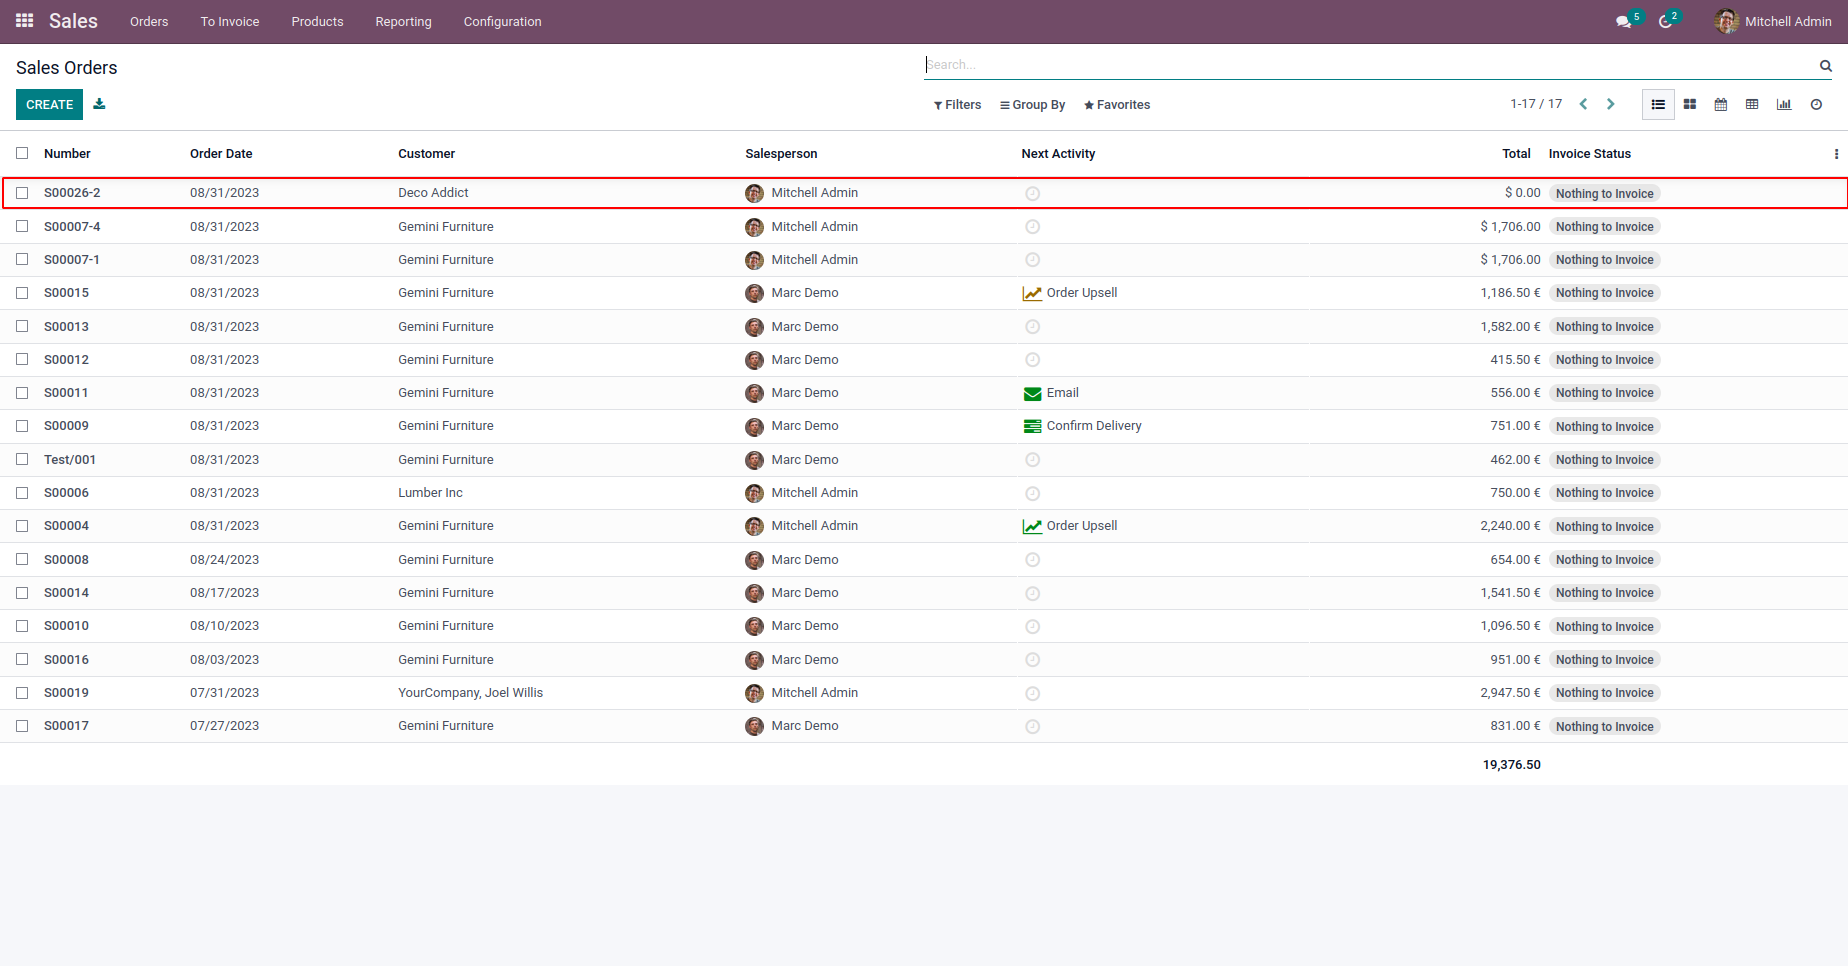 Sales Orders To Invoice Products Reporting Configuration 5 2 Mitchell Admin
Sales Orders Search...
CREATE Filters Group By Favorites 1-17 / 17
Number Order Date Customer Salesperson Next Activity Total Invoice Status
S00026-2 08/31/2023 Deco Addict Mitchell Admin $ 0.00 Nothing to Invoice
S00007-4 08/31/2023 Gemini Furniture Mitchell Admin $ 1,706.00 Nothing to Invoice
S00007-1 08/31/2023 Gemini Furniture Mitchell Admin $ 1,706.00 Nothing to Invoice
S00015 08/31/2023 Gemini Furniture Marc Demo Order Upsell 1,186.50 € Nothing to Invoice
S00013 08/31/2023 Gemini Furniture Marc Demo 1,582.00 € Nothing to Invoice
S00012 08/31/2023 Gemini Furniture Marc Demo 415.50 € Nothing to Invoice
S00011 08/31/2023 Gemini Furniture Marc Demo Email 556.00 € Nothing to Invoice
S00009 08/31/2023 Gemini Furniture Marc Demo Confirm Delivery 751.00 € Nothing to Invoice
Test/001 08/31/2023 Gemini Furniture Marc Demo 462.00 € Nothing to Invoice
S00006 08/31/2023 Lumber Inc Mitchell Admin 750.00 € Nothing to Invoice
S00004 08/31/2023 Gemini Furniture Mitchell Admin Order Upsell 2,240.00 € Nothing to Invoice
S00008 08/24/2023 Gemini Furniture Marc Demo 654.00 € Nothing to Invoice
S00014 08/17/2023 Gemini Furniture Marc Demo 1,541.50 € Nothing to Invoice
S00010 08/10/2023 Gemini Furniture Marc Demo 1,096.50 € Nothing to Invoice
S00016 08/03/2023 Gemini Furniture Marc Demo 951.00 € Nothing to Invoice
S00019 07/31/2023 YourCompany, Joel Willis Mitchell Admin 2,947.50 € Nothing to Invoice
S00017 07/27/2023 Gemini Furniture Marc Demo 831.00 € Nothing to Invoice
19,376.50